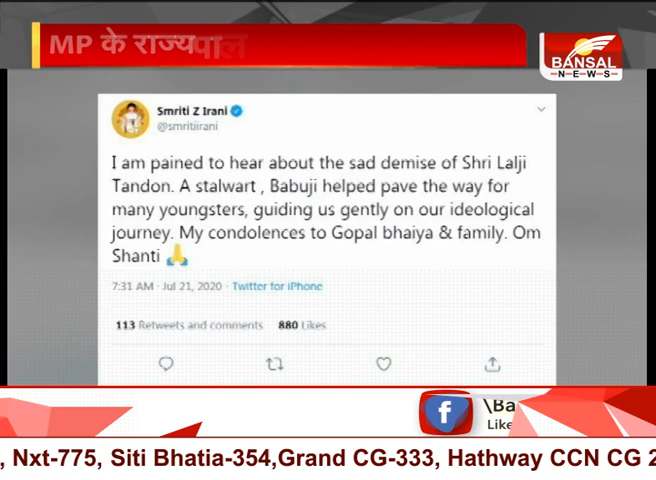 MP के राज्यपाल
BANSAL
-N-E-W-S-
Smriti Z Irani
@smritiirani
I am pained to hear about the sad demise of Shri Lalji
Tandon. A stalwart , Babuji helped pave the way for
many youngsters, guiding us gently on our ideological
journey. My condolences to Gopal bhaiya & family. Om
Shanti 🙏
7:31 AM · Jul 21, 2020 · Twitter for iPhone
113 Retweets and comments 880 Likes
f \Ba
Like
, Nxt-775, Siti Bhatia-354,Grand CG-333, Hathway CCN CG 2